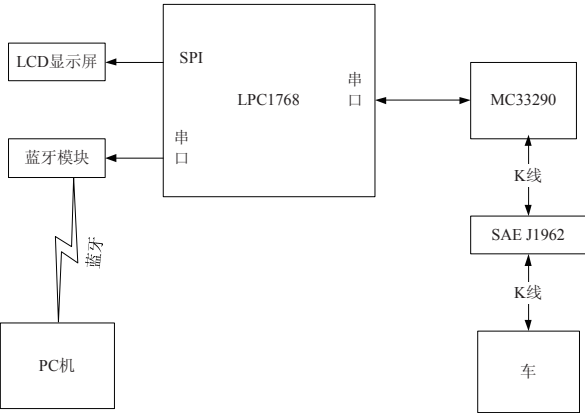 LCD显示屏
SPI
LPC1768
串口
MC33290
蓝牙模块
串口
K线
SAE J1962
蓝牙
K线
PC机
车